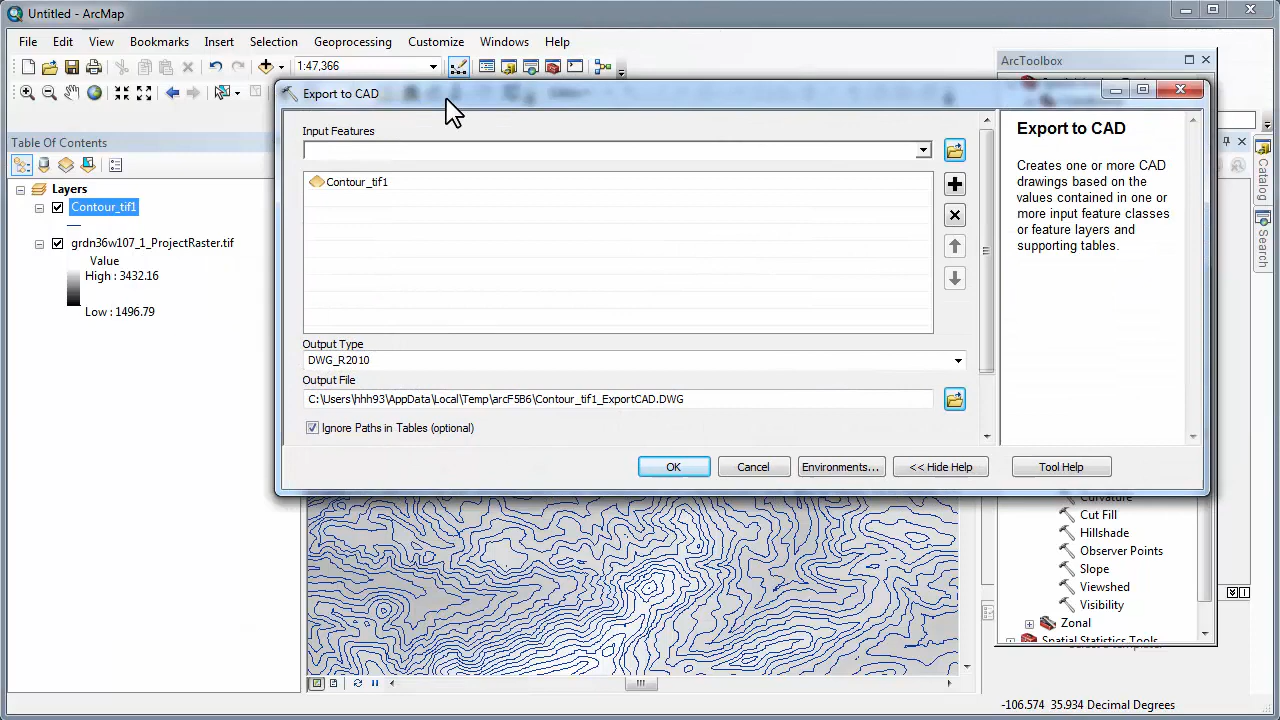 Untitled - ArcMap
File Edit View Bookmarks Insert Selection Geoprocessing Customize Windows Help
1:47,366
ArcToolbox
Export to CAD
Table Of Contents
Layers
Contour_tif1
grdn36w107_1_ProjectRaster.tif
Value
High : 3432.16
Low : 1496.79
Input Features
Contour_tif1
Output Type
DWG_R2010
Output File
C:\Users\hhh93\AppData\Local\Temp\arcF5B6\Contour_tif1_ExportCAD.DWG
Ignore Paths in Tables (optional)
OK Cancel Environments... << Hide Help Tool Help
Export to CAD
Creates one or more CAD
drawings based on the
values contained in one or
more input feature classes
or feature layers and
supporting tables.
Catalog
Search
Curvature
Cut Fill
Hillshade
Observer Points
Slope
Viewshed
Visibility
Zonal
Spatial Statistics Tools
-106.574 35.934 Decimal Degrees